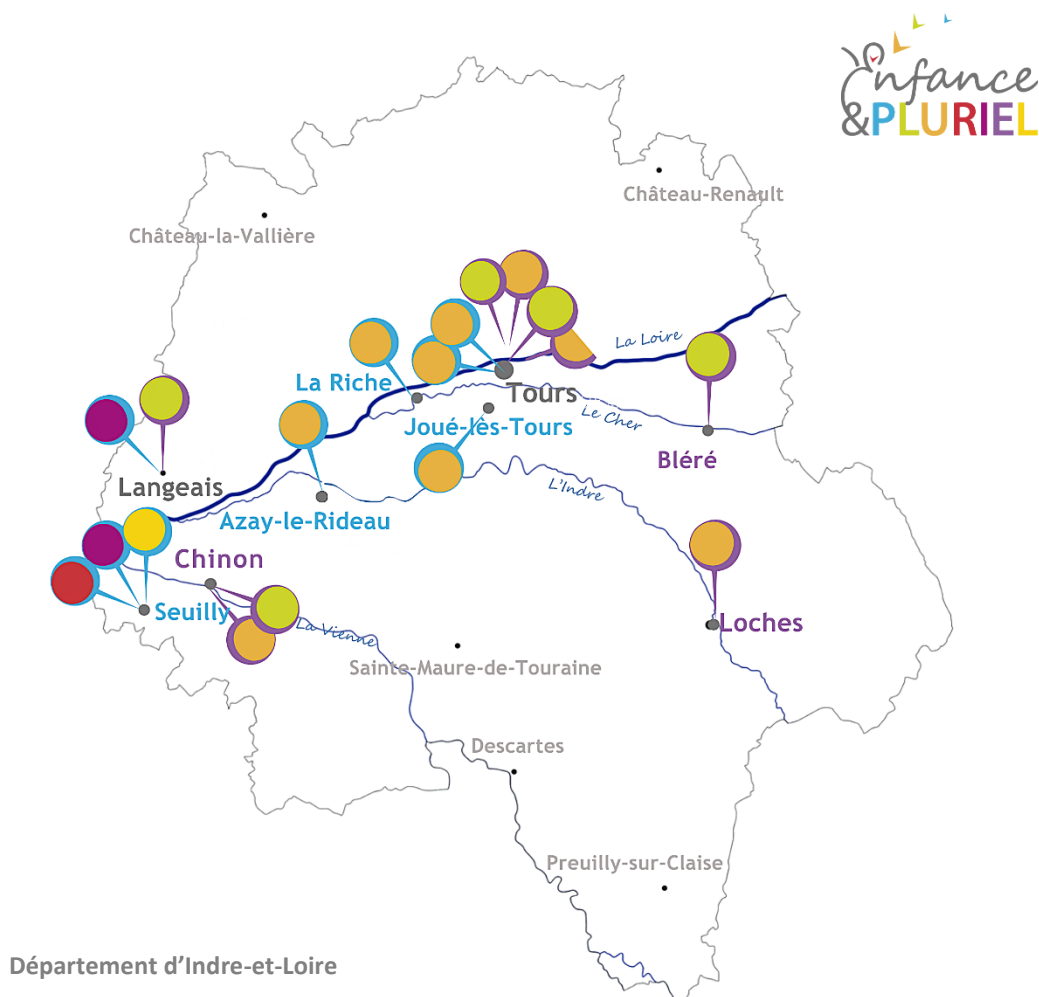 enfance
&PLURIEL
Château-Renault
Château-la-Vallière
La Loire
La Riche
Tours
Le Cher
Joué-lès-Tours
Bléré
Langeais
L'Indre
Azay-le-Rideau
Chinon
Seuilly
La Vienne
Loches
Sainte-Maure-de-Touraine
Descartes
Preuilly-sur-Claise
Département d’Indre-et-Loire